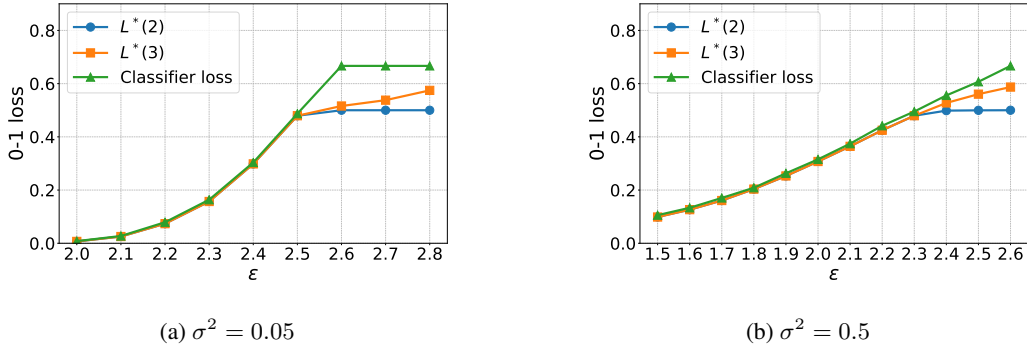 0-1 loss
0.8
0.6
0.4
0.2
0.0
L*(2)
L*(3)
Classifier loss
2.0 2.1 2.2 2.3 2.4 2.5 2.6 2.7 2.8
ε
(a) σ² = 0.05
0-1 loss
0.8
0.6
0.4
0.2
0.0
L*(2)
L*(3)
Classifier loss
1.5 1.6 1.7 1.8 1.9 2.0 2.1 2.2 2.3 2.4 2.5 2.6
ε
(b) σ² = 0.5